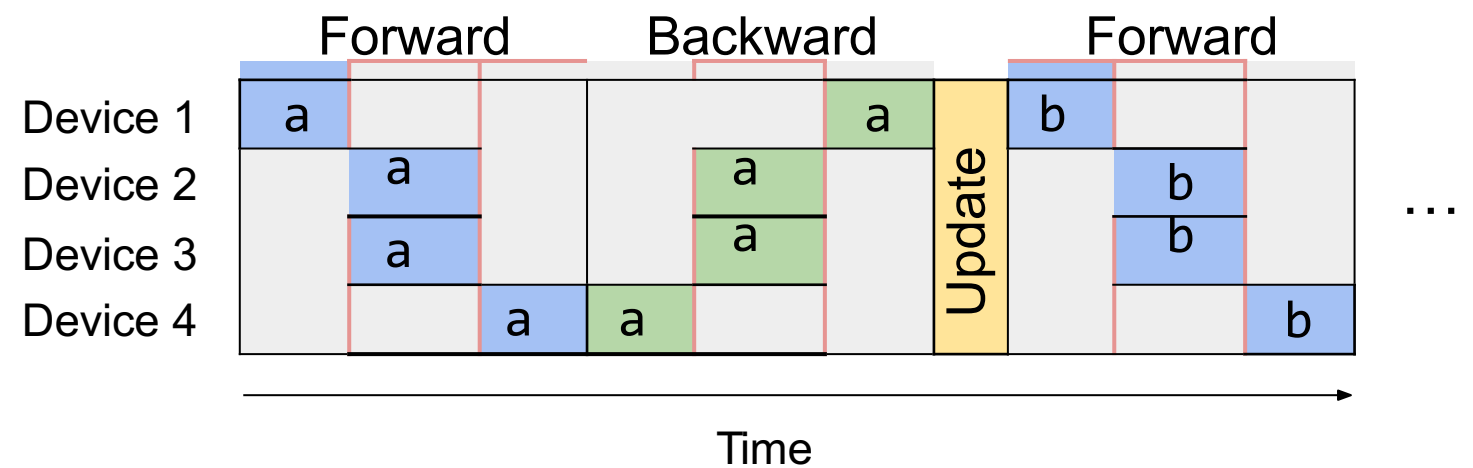 Forward Backward Forward
Device 1 a a b
Device 2 a a b
Device 3 a a b
Device 4 a a b
Update
...
Time